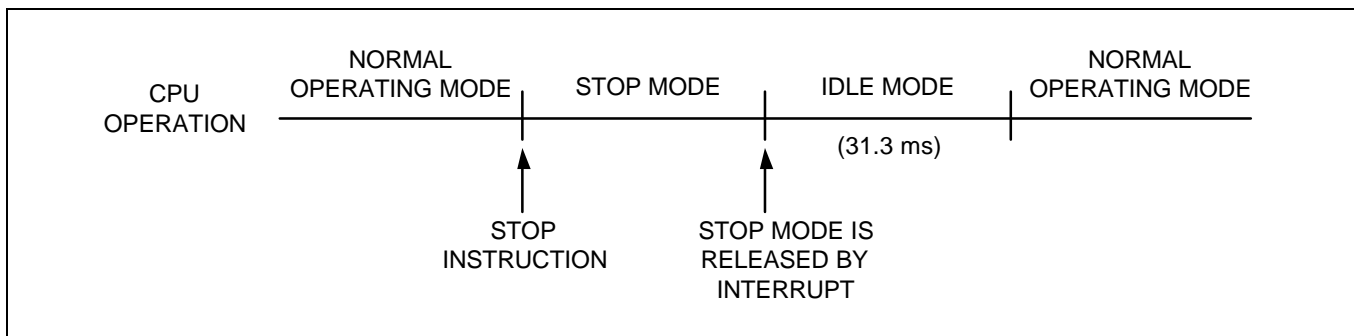 CPU
OPERATION
NORMAL
OPERATING MODE
STOP MODE
IDLE MODE
(31.3 ms)
NORMAL
OPERATING MODE
STOP
INSTRUCTION
STOP MODE IS
RELEASED BY
INTERRUPT